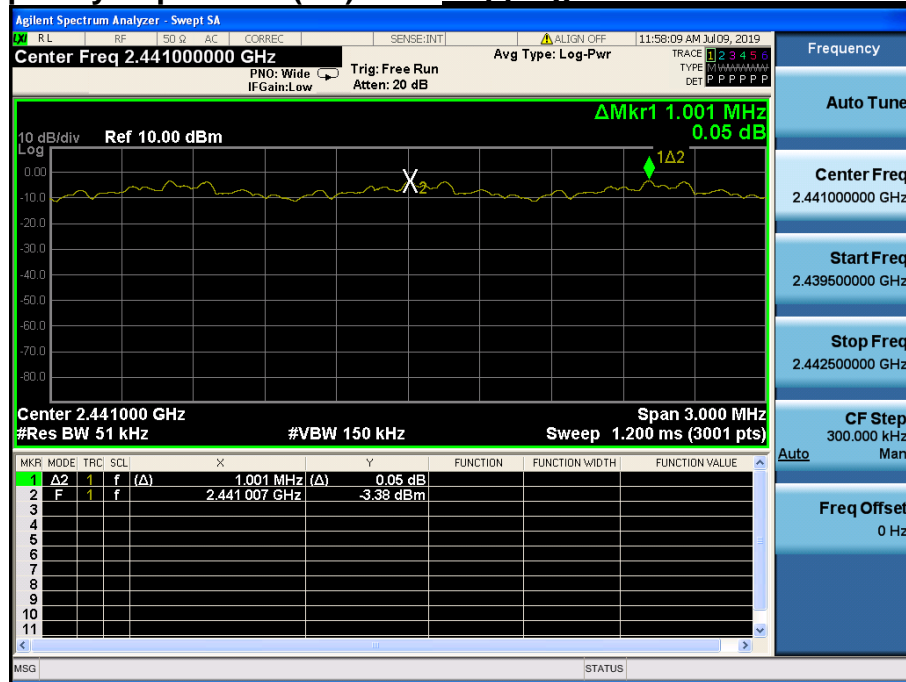 Agilent Spectrum Analyzer - Swept SA
LXI RL RF 50 Ω AC CORREC SENSE:INT ALIGN OFF 11:58:09 AM Jul 09, 2019
Center Freq 2.441000000 GHz
PNO: Wide
IFGain:Low
Trig: Free Run
Atten: 20 dB
Avg Type: Log-Pwr
TRACE 1 2 3 4 5 6
TYPE M W W W W W
DET P P P P P P
ΔMkr1 1.001 MHz
0.05 dB
10 dB/div Ref 10.00 dBm
Log
1Δ2
0.00
2
-10.0
-20.0
-30.0
-40.0
-50.0
-60.0
-70.0
-80.0
Center 2.441000 GHz Span 3.000 MHz
#Res BW 51 kHz #VBW 150 kHz Sweep 1.200 ms (3001 pts)
MKR MODE TRC SCL X Y FUNCTION FUNCTION WIDTH FUNCTION VALUE
1 Δ2 1 f (Δ) 1.001 MHz (Δ) 0.05 dB
2 F 1 f 2.441 007 GHz -3.38 dBm
3
4
5
6
7
8
9
10
11
MSG STATUS
Frequency
Auto Tune
Center Freq
2.441000000 GHz
Start Freq
2.439500000 GHz
Stop Freq
2.442500000 GHz
CF Step
300.000 kHz
Auto Man
Freq Offset
0 Hz